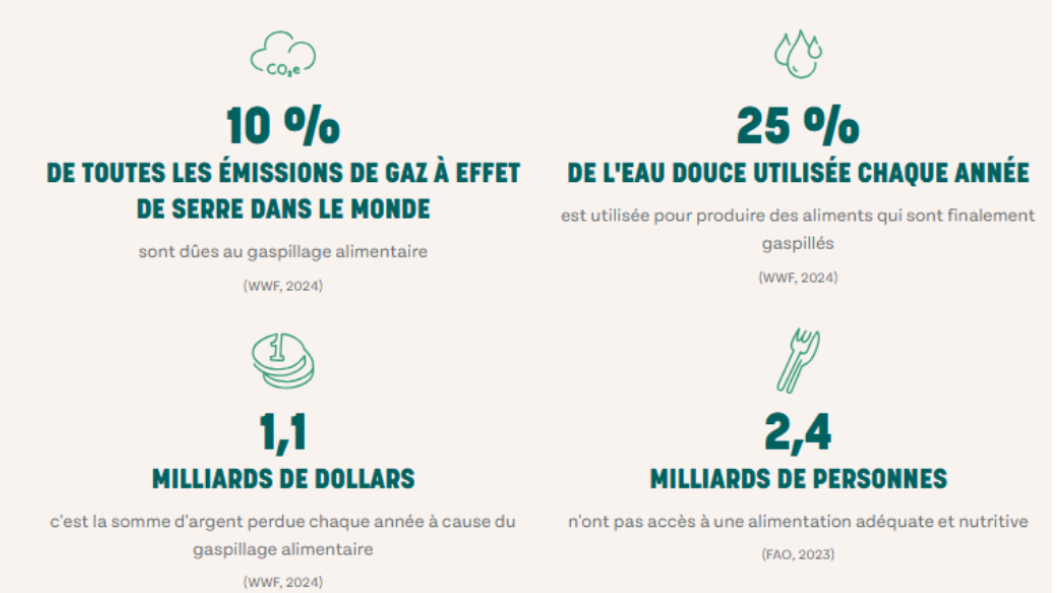 CO₂e
10 %
DE TOUTES LES ÉMISSIONS DE GAZ À EFFET
DE SERRE DANS LE MONDE
sont dûes au gaspillage alimentaire
(WWF, 2024)
25 %
DE L'EAU DOUCE UTILISÉE CHAQUE ANNÉE
est utilisée pour produire des aliments qui sont finalement
gaspillés
(WWF, 2024)
1
1,1
MILLIARDS DE DOLLARS
c'est la somme d'argent perdue chaque année à cause du
gaspillage alimentaire
(WWF, 2024)
2,4
MILLIARDS DE PERSONNES
n'ont pas accès à une alimentation adéquate et nutritive
(FAO, 2023)